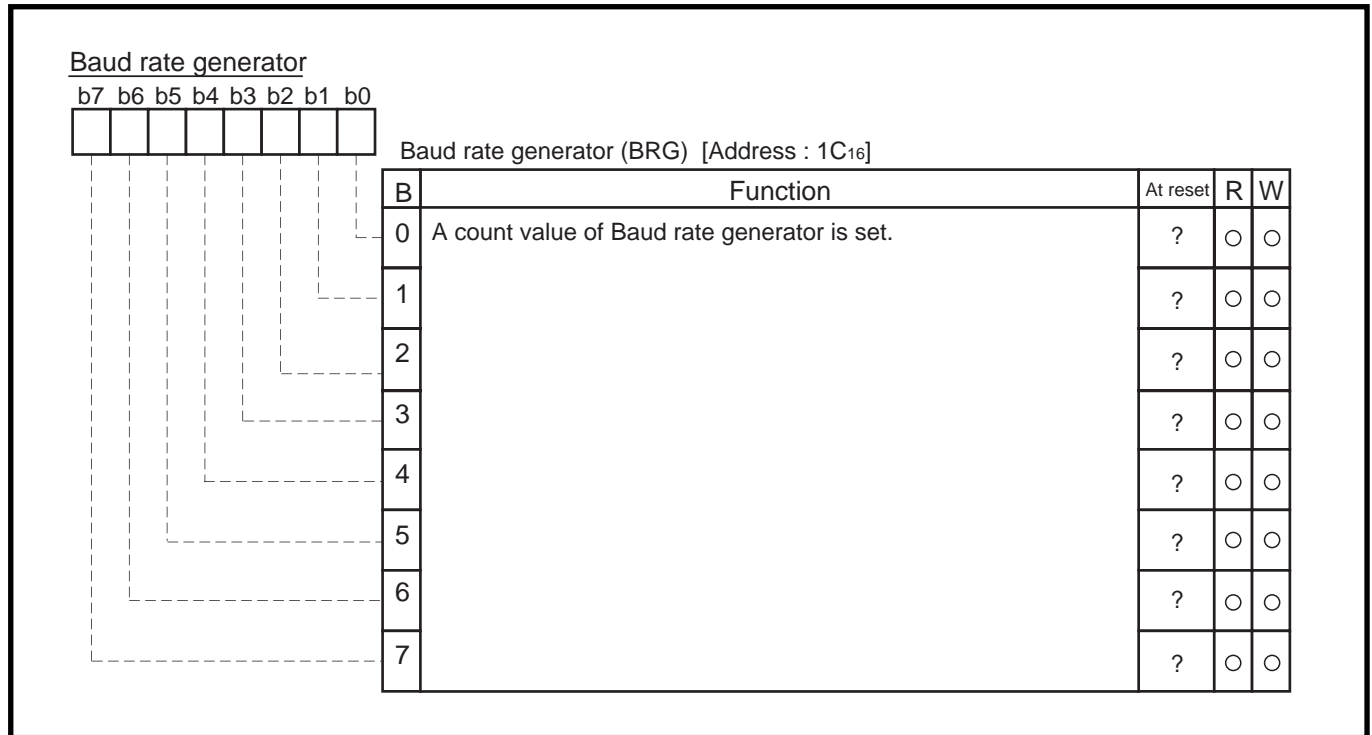 Baud rate generator
b7 b6 b5 b4 b3 b2 b1 b0
Baud rate generator (BRG) [Address : 1C₁₆]
B Function At reset R W
0 A count value of Baud rate generator is set. ? ○ ○
1 ? ○ ○
2 ? ○ ○
3 ? ○ ○
4 ? ○ ○
5 ? ○ ○
6 ? ○ ○
7 ? ○ ○